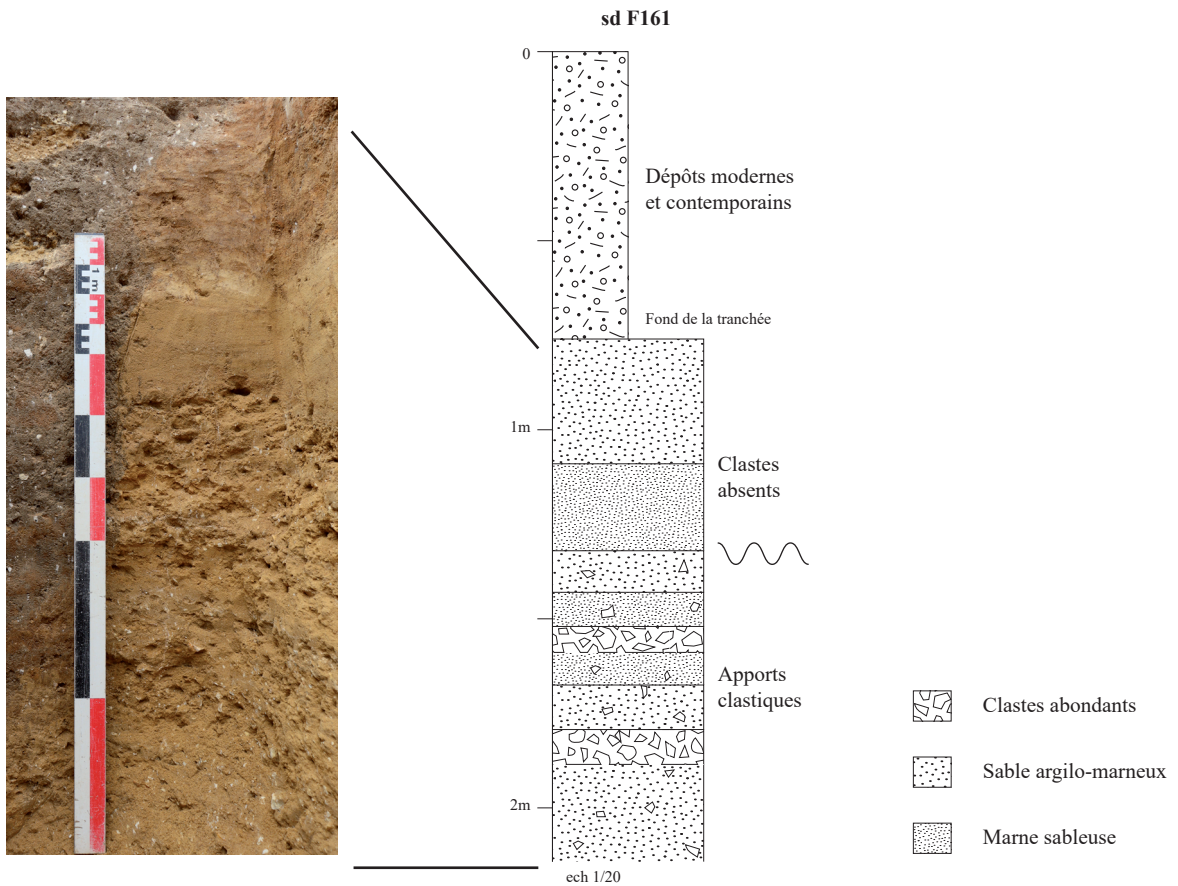 sd F161
0
Dépôts modernes
et contemporains
Fond de la tranchée
1m
Clastes
absents
Apports
clastiques
2m
ech 1/20
Clastes abondants
Sable argilo-marneux
Marne sableuse
1 m